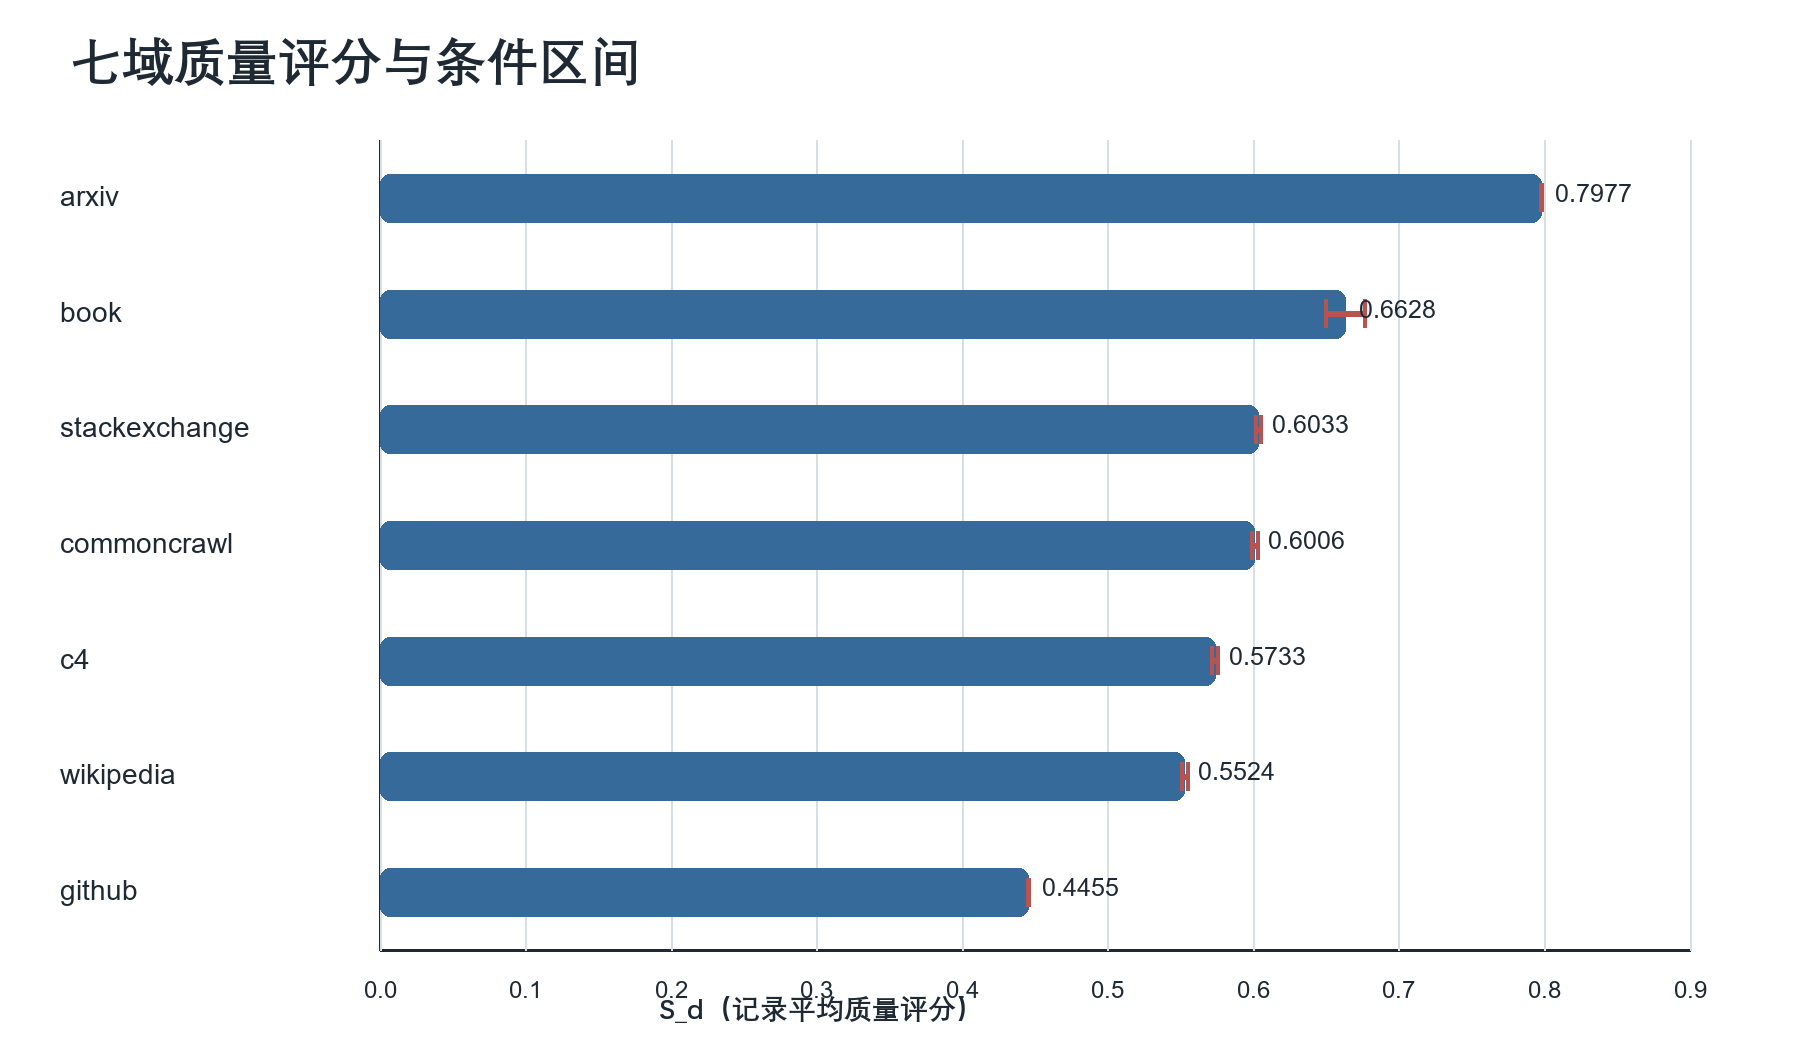 七域质量评分与条件区间
arxiv 0.7977
book 0.6628
stackexchange 0.6033
commoncrawl 0.6006
c4 0.5733
wikipedia 0.5524
github 0.4455
0.0 0.1 0.2 0.3 0.4 0.5 0.6 0.7 0.8 0.9
S_d（记录平均质量评分）